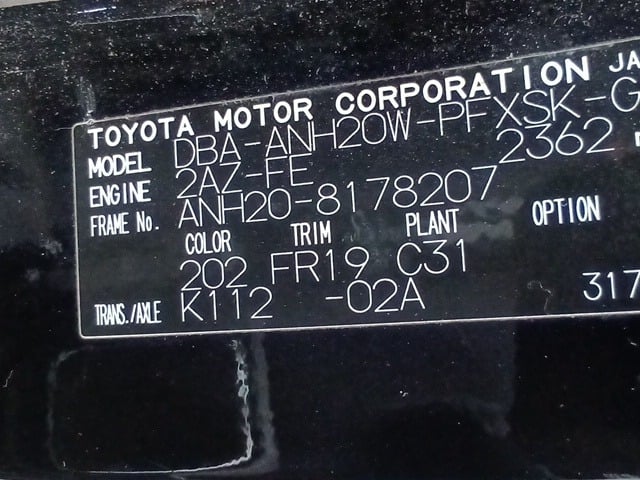 TOYOTA MOTOR CORPORATION JA
MODEL DBA-ANH20W-PFXSK-G
ENGINE 2AZ-FE 2362
FRAME No. ANH20-8178207
COLOR TRIM PLANT OPTION
202 FR19 C31
TRANS./AXLE K112 -02A 317